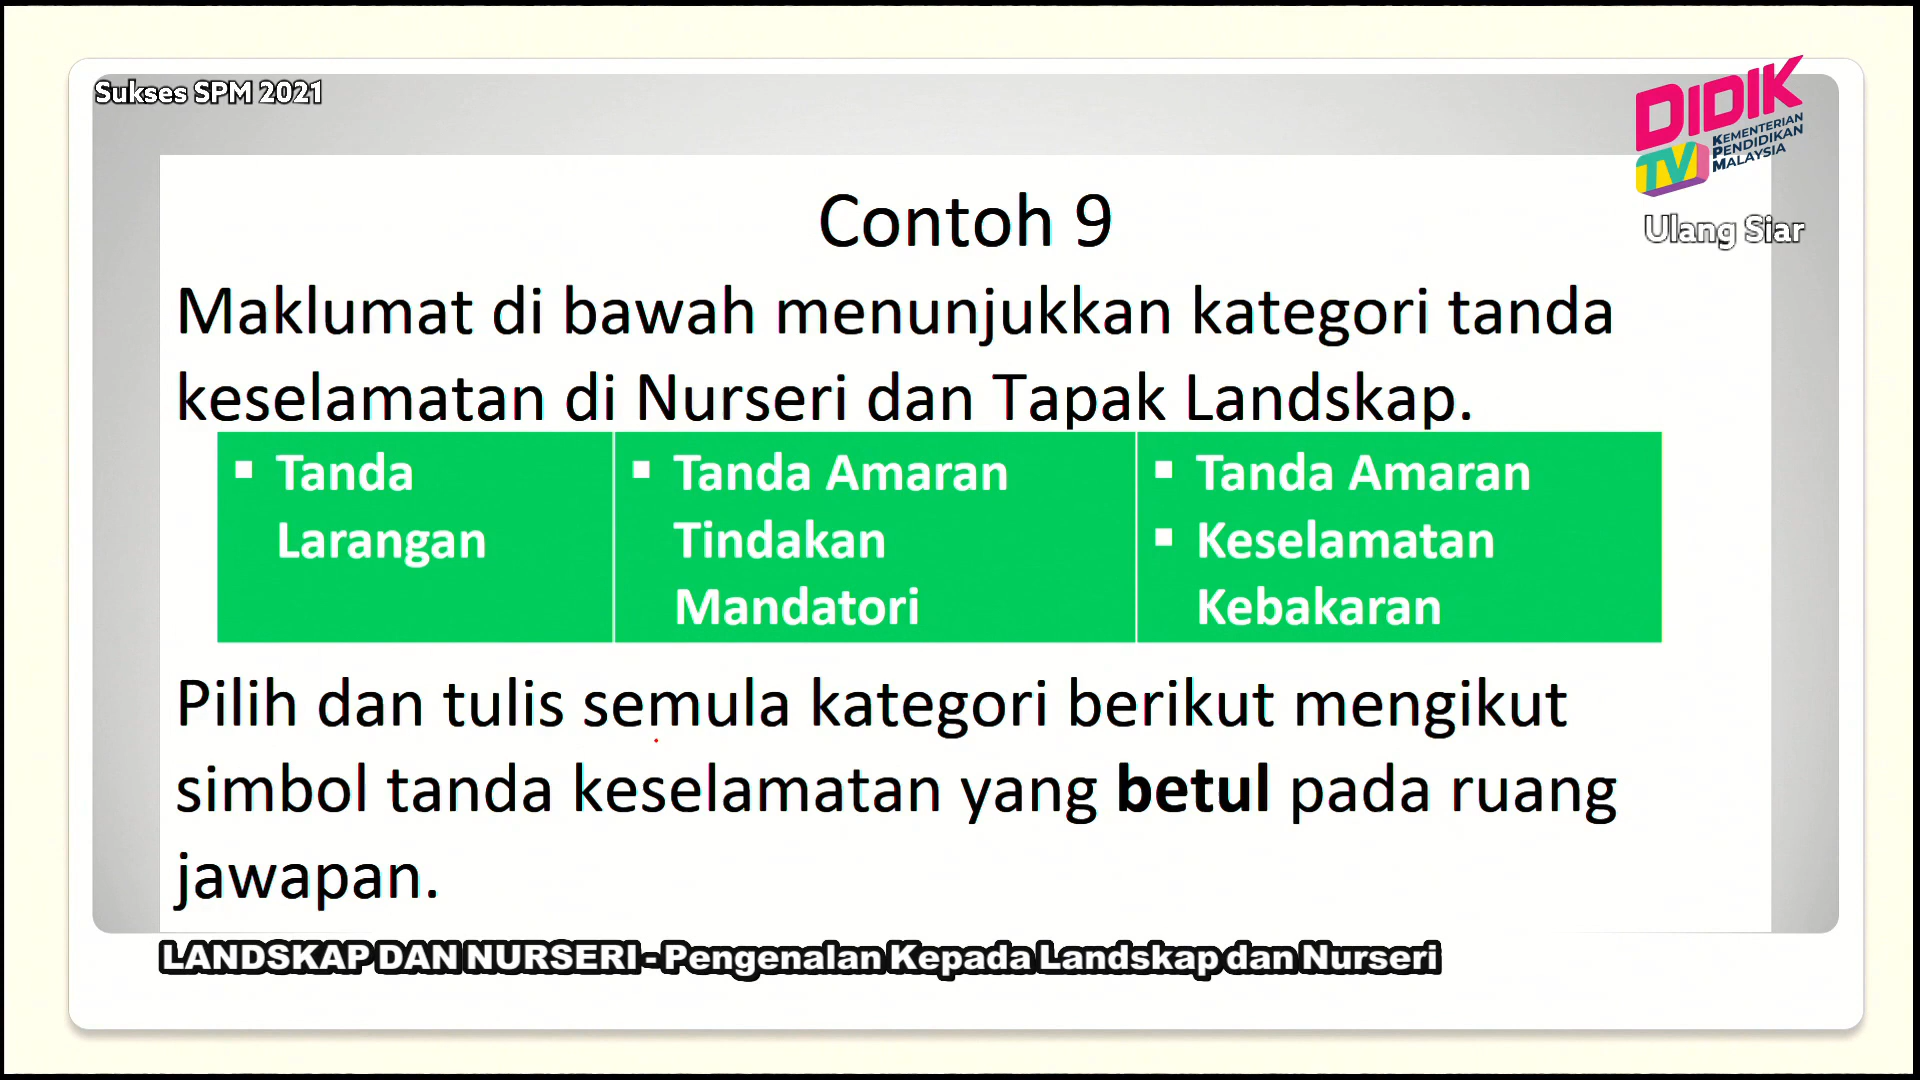 Sukses SPM 2021
DIDIK
TV
KEMENTERIAN
PENDIDIKAN
MALAYSIA
Ulang Siar
Contoh 9
Maklumat di bawah menunjukkan kategori tanda
keselamatan di Nurseri dan Tapak Landskap.
▪ Tanda
Larangan
▪ Tanda Amaran
Tindakan
Mandatori
▪ Tanda Amaran
▪ Keselamatan
Kebakaran
Pilih dan tulis semula kategori berikut mengikut
simbol tanda keselamatan yang betul pada ruang
jawapan.
LANDSKAP DAN NURSERI - Pengenalan Kepada Landskap dan Nurseri